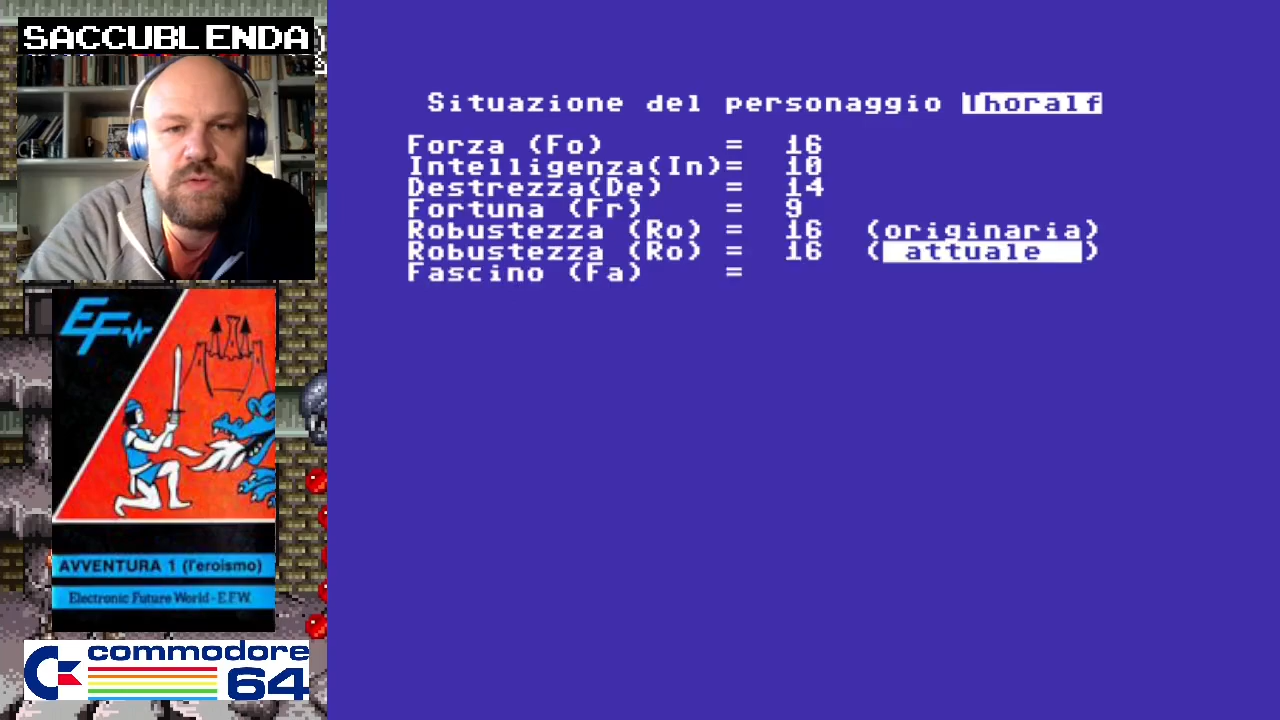 SACCUBLENDA
Situazione del personaggio Thoralf
Forza (Fo) = 16
Intelligenza(In)= 10
Destrezza(De) = 14
Fortuna (Fr) = 9
Robustezza (Ro) = 16 (originaria)
Robustezza (Ro) = 16 ( attuale )
Fascino (Fa) =
EF
AVVENTURA 1 (l'eroismo)
Electronic Future World - E.F.W.
commodore
64